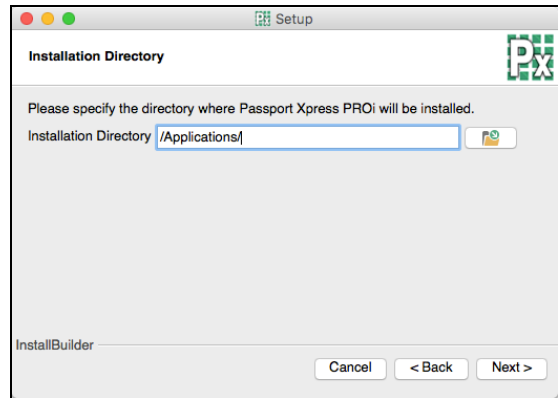 Setup
Installation Directory
Px
Please specify the directory where Passport Xpress PROi will be installed.
Installation Directory /Applications/
InstallBuilder
Cancel < Back Next >